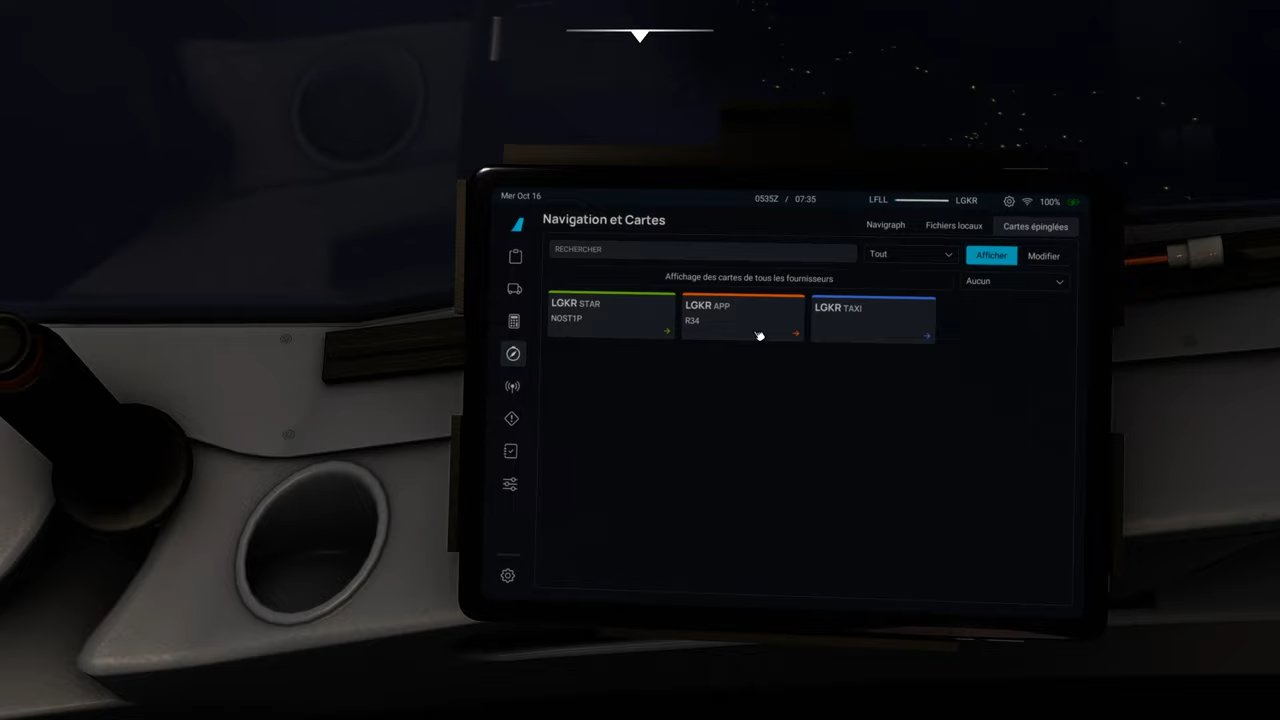 Mer Oct 16
0535Z / 07:35
LFLL
LGKR
100%
Navigation et Cartes
Navigraph
Fichiers locaux
Cartes épinglées
RECHERCHER
Tout
Afficher
Modifier
Affichage des cartes de tous les fournisseurs
Aucun
LGKR STAR
NOST1P
LGKR APP
R34
LGKR TAXI